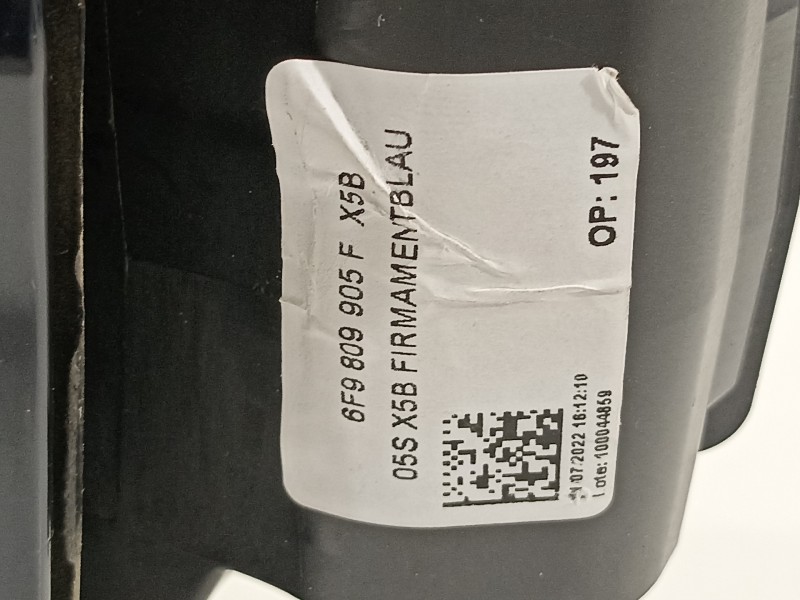 6F9 809 905 F X5B
05S X5B FIRMAMENTBLAU
OP: 197
07/2022 16:12:10
Lote: 100044859